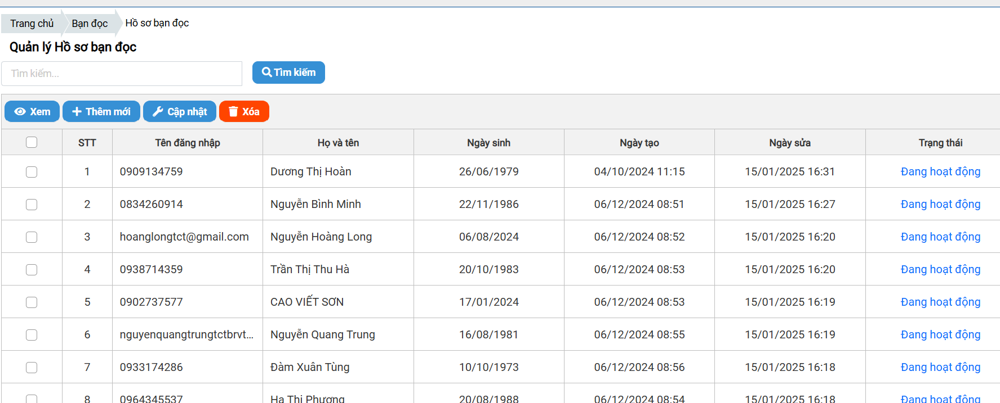 Trang chủ Bạn đọc Hồ sơ bạn đọc
Quản lý Hồ sơ bạn đọc
Tìm kiếm... Tìm kiếm
Xem Thêm mới Cập nhật Xóa
STT Tên đăng nhập Họ và tên Ngày sinh Ngày tạo Ngày sửa Trạng thái
1 0909134759 Dương Thị Hoàn 26/06/1979 04/10/2024 11:15 15/01/2025 16:31 Đang hoạt động
2 0834260914 Nguyễn Bình Minh 22/11/1986 06/12/2024 08:51 15/01/2025 16:27 Đang hoạt động
3 hoanglongtct@gmail.com Nguyễn Hoàng Long 06/08/2024 06/12/2024 08:52 15/01/2025 16:20 Đang hoạt động
4 0938714359 Trần Thị Thu Hà 20/10/1983 06/12/2024 08:53 15/01/2025 16:20 Đang hoạt động
5 0902737577 CAO VIẾT SƠN 17/01/2024 06/12/2024 08:53 15/01/2025 16:19 Đang hoạt động
6 nguyenquangtrungtctbrvt... Nguyễn Quang Trung 16/08/1981 06/12/2024 08:55 15/01/2025 16:19 Đang hoạt động
7 0933174286 Đàm Xuân Tùng 10/10/1973 06/12/2024 08:56 15/01/2025 16:18 Đang hoạt động
8 0964345537 Thị Phương 20/08/1988 06/12/2024 08:54 15/01/2025 16:18 Đang hoạt động